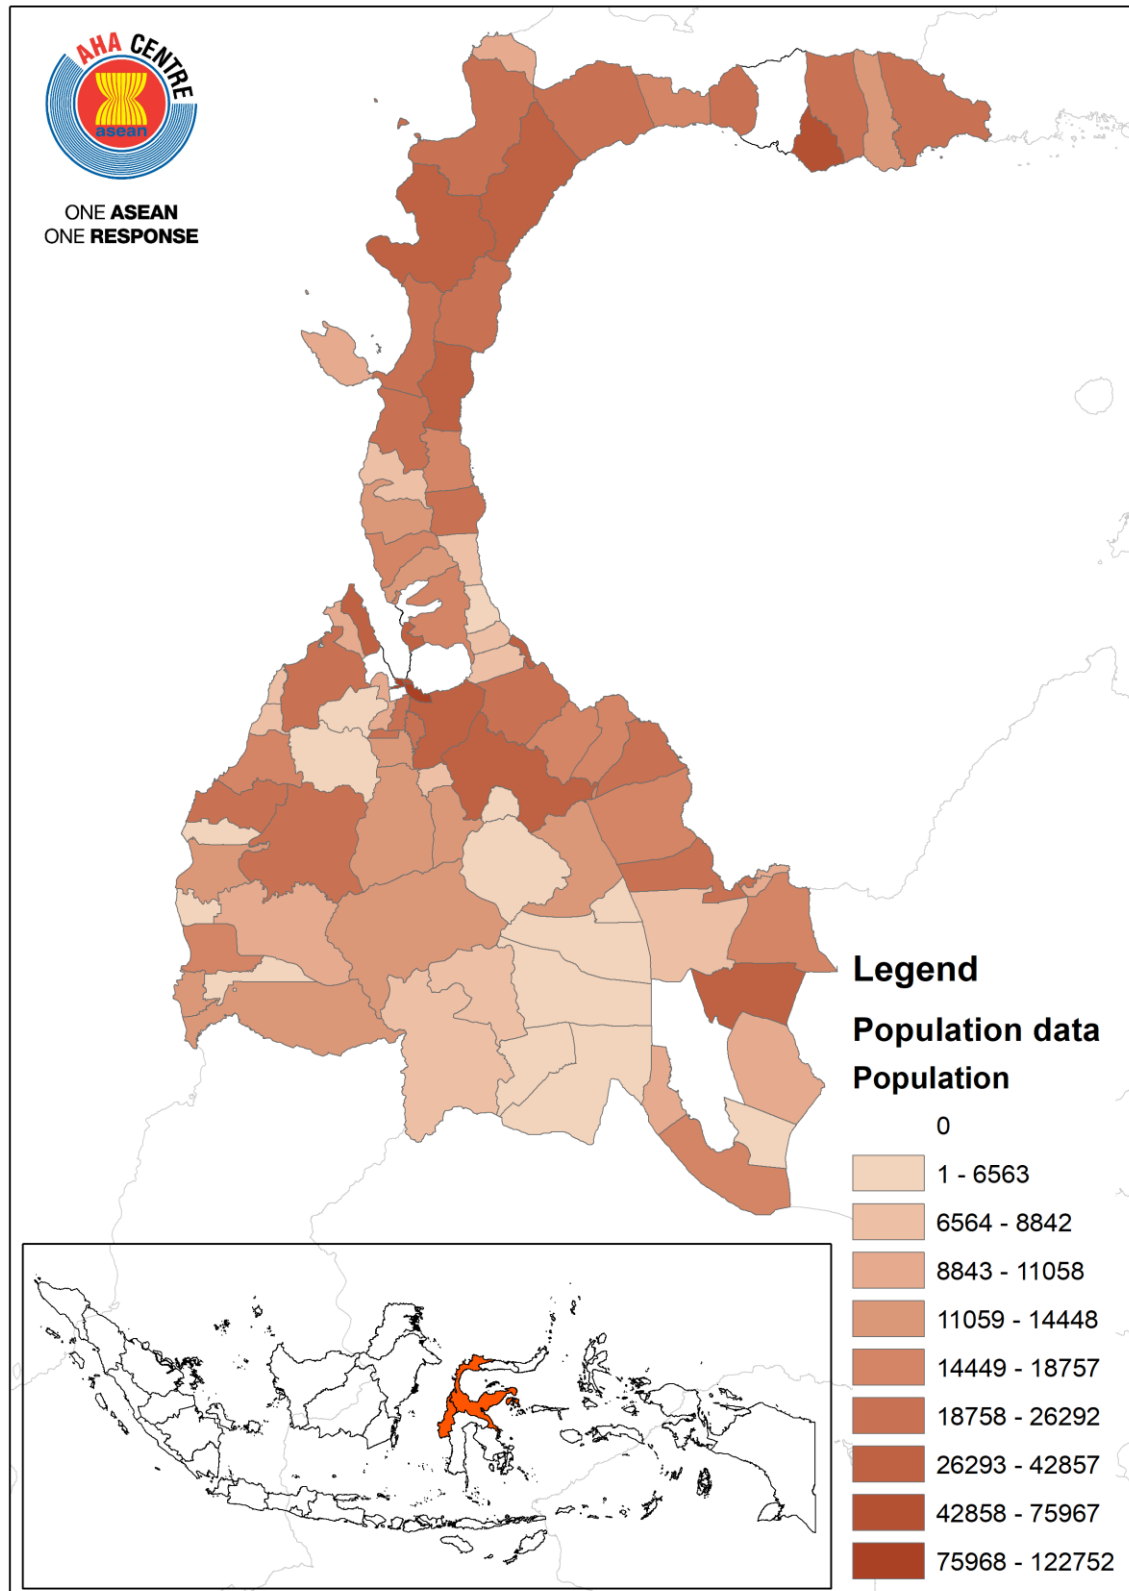 AHA CENTRE
asean
ONE ASEAN
ONE RESPONSE
Legend
Population data
Population
0
1 - 6563
6564 - 8842
8843 - 11058
11059 - 14448
14449 - 18757
18758 - 26292
26293 - 42857
42858 - 75967
75968 - 122752